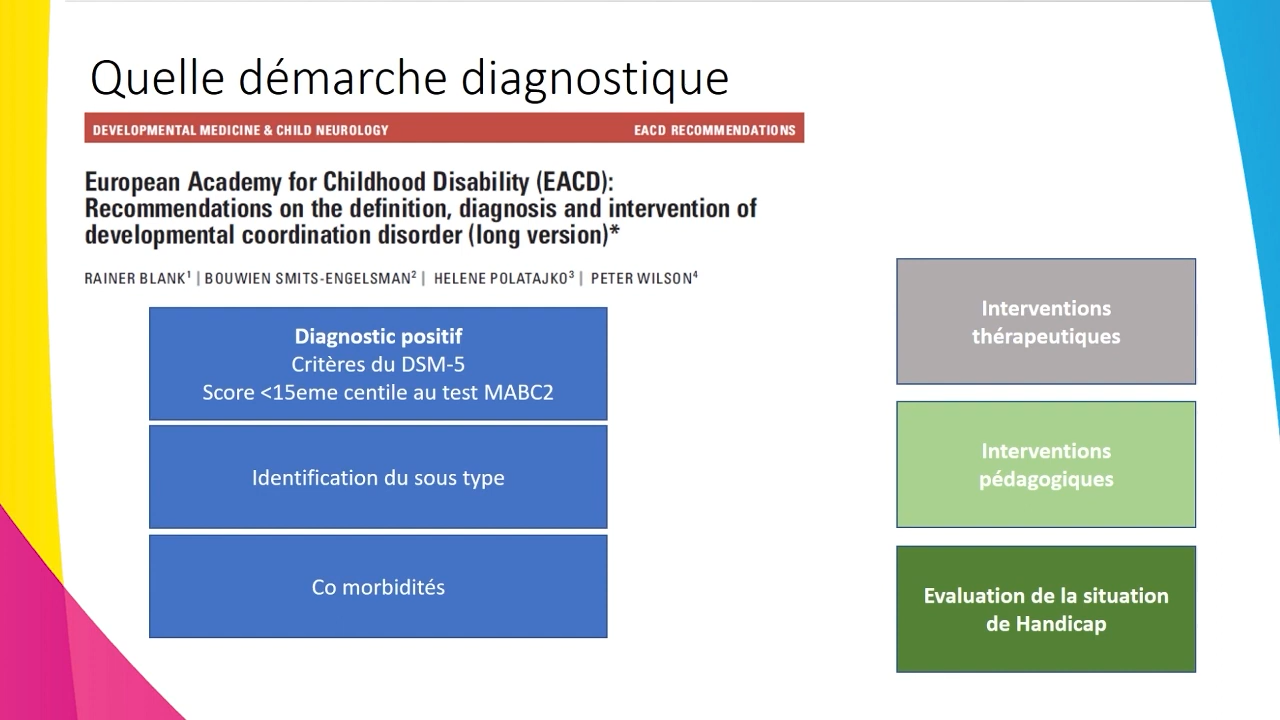 Quelle démarche diagnostique
DEVELOPMENTAL MEDICINE & CHILD NEUROLOGY EACD RECOMMENDATIONS
European Academy for Childhood Disability (EACD):
Recommendations on the definition, diagnosis and intervention of
developmental coordination disorder (long version)*
RAINER BLANK¹ | BOUWIEN SMITS-ENGELSMAN² | HELENE POLATAJKO³ | PETER WILSON⁴
Diagnostic positif
Critères du DSM-5
Score <15eme centile au test MABC2
Identification du sous type
Co morbidités
Interventions
thérapeutiques
Interventions
pédagogiques
Evaluation de la situation
de Handicap